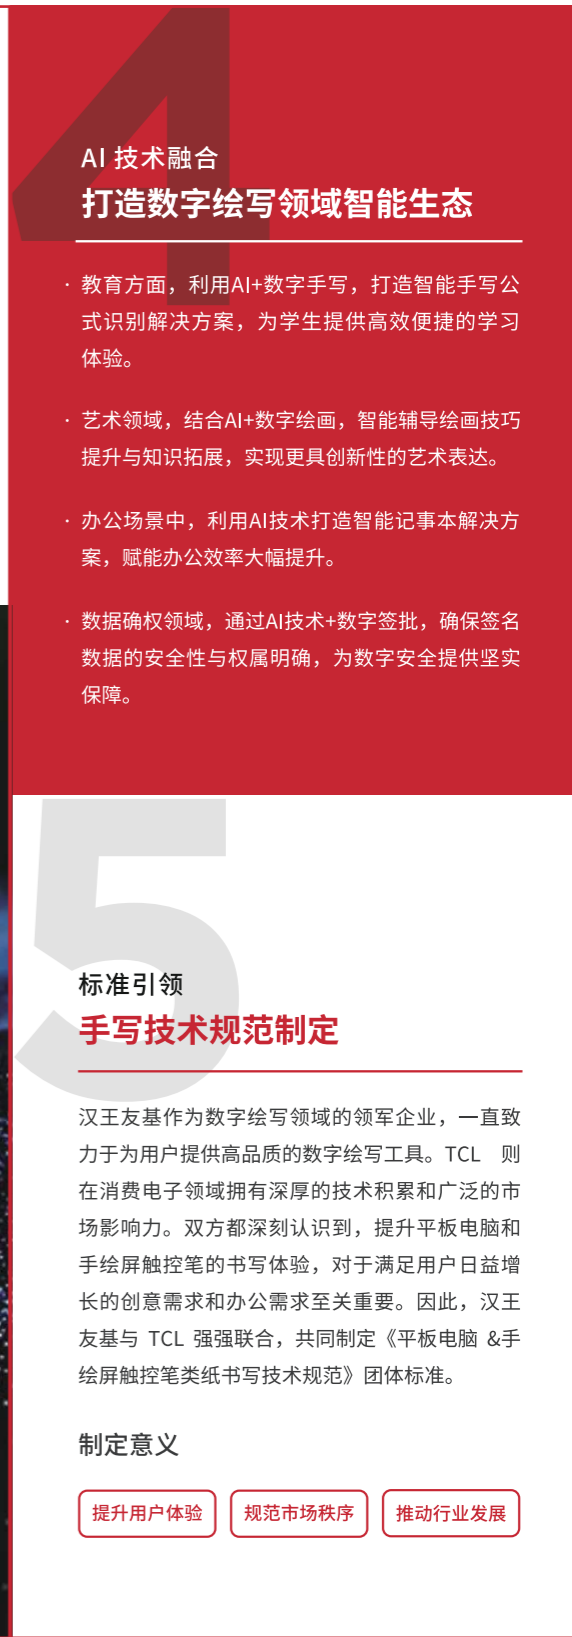 4
AI 技术融合
打造数字绘写领域智能生态
· 教育方面，利用AI+数字手写，打造智能手写公
式识别解决方案，为学生提供高效便捷的学习
体验。
· 艺术领域，结合AI+数字绘画，智能辅导绘画技巧
提升与知识拓展，实现更具创新性的艺术表达。
· 办公场景中，利用AI技术打造智能记事本解决方
案，赋能办公效率大幅提升。
· 数据确权领域，通过AI技术+数字签批，确保签名
数据的安全性与权属明确，为数字安全提供坚实
保障。
5
标准引领
手写技术规范制定
汉王友基作为数字绘写领域的领军企业，一直致
力于为用户提供高品质的数字绘写工具。TCL 则
在消费电子领域拥有深厚的技术积累和广泛的市
场影响力。双方都深刻认识到，提升平板电脑和
手绘屏触控笔的书写体验，对于满足用户日益增
长的创意需求和办公需求至关重要。因此，汉王
友基与 TCL 强强联合，共同制定《平板电脑 &手
绘屏触控笔类纸书写技术规范》团体标准。
制定意义
提升用户体验 规范市场秩序 推动行业发展